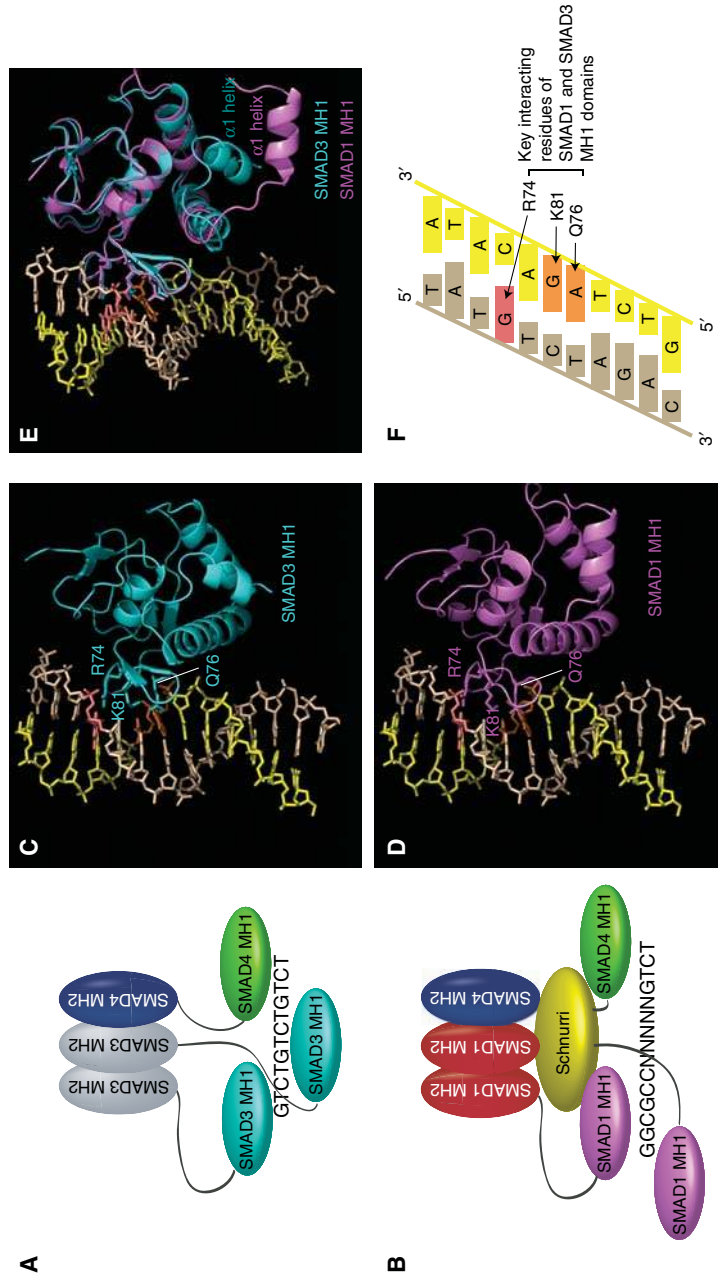 A
SMAD3 MH2
SMAD3 MH2
SMAD4 MH2
SMAD3 MH1
SMAD4 MH1
GTCTGTCTGTCT
SMAD3 MH1
B
SMAD1 MH2
SMAD1 MH2
SMAD4 MH2
Schnurri
SMAD1 MH1
SMAD4 MH1
GGCGCCNNNNNGTCT
SMAD1 MH1
C
R74
K81
Q76
SMAD3 MH1
D
R74
K81
Q76
SMAD1 MH1
E
α1 helix
α1 helix
SMAD3 MH1
SMAD1 MH1
F
5′
3′
T A
A T
T A
G C
T A
C G
T A
A T
G C
A T
C G
3′
5′
R74
K81
Q76
Key interacting
residues of
SMAD1 and SMAD3
MH1 domains